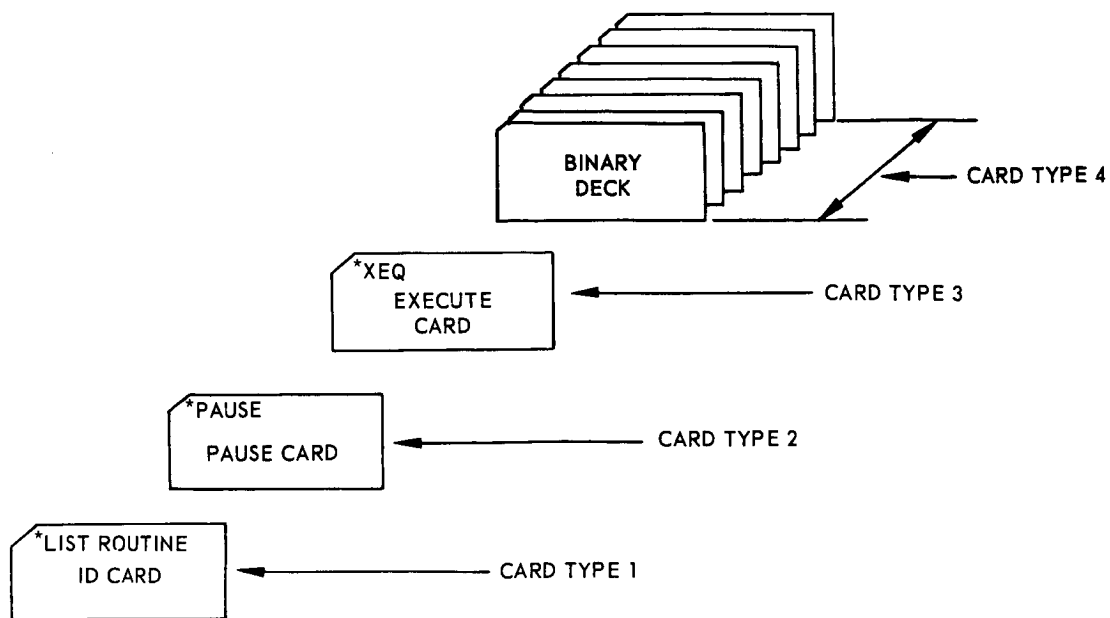 BINARY
DECK
CARD TYPE 4
*XEQ
EXECUTE
CARD
CARD TYPE 3
*PAUSE
PAUSE CARD
CARD TYPE 2
*LIST ROUTINE
ID CARD
CARD TYPE 1